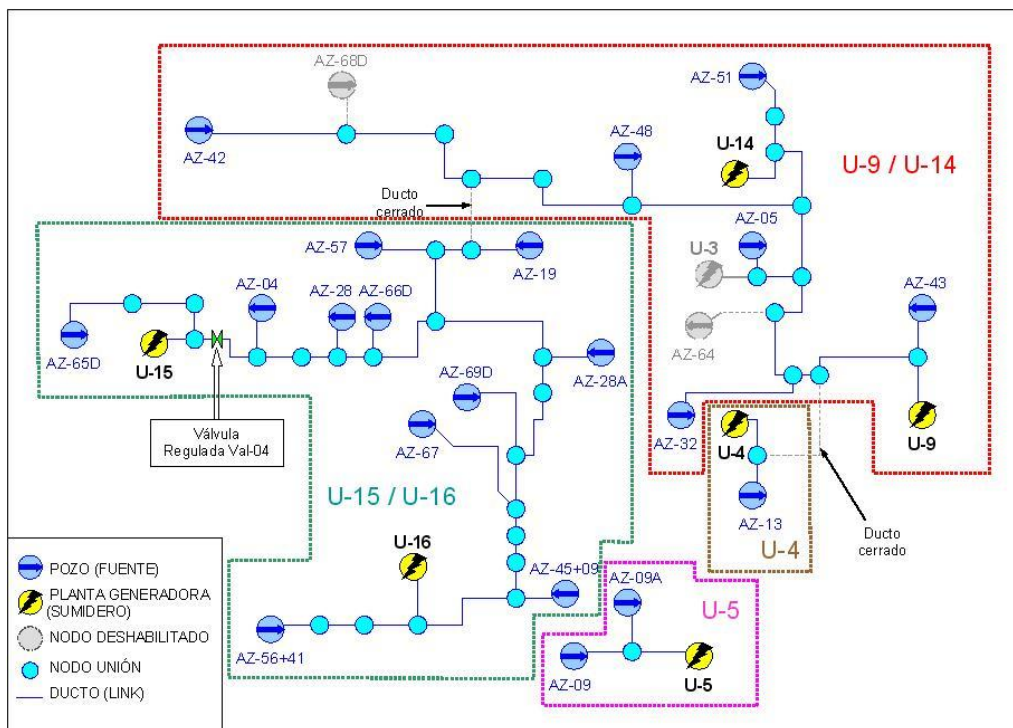 AZ-68D
AZ-51
AZ-42
AZ-48
U-14
U-9 / U-14
Ducto
cerrado
AZ-05
AZ-57
U-3
AZ-19
AZ-43
AZ-04
AZ-28
AZ-66D
AZ-64
AZ-65D
U-15
AZ-69D
AZ-28A
AZ-32
U-9
Válvula
Regulada Val-04
AZ-67
U-4
U-15 / U-16
AZ-13
Ducto
cerrado
U-4
U-16
AZ-45+09
AZ-09A
U-5
AZ-56+41
AZ-09
U-5
POZO (FUENTE)
PLANTA GENERADORA
(SUMIDERO)
NODO DESHABILITADO
NODO UNIÓN
DUCTO (LINK)